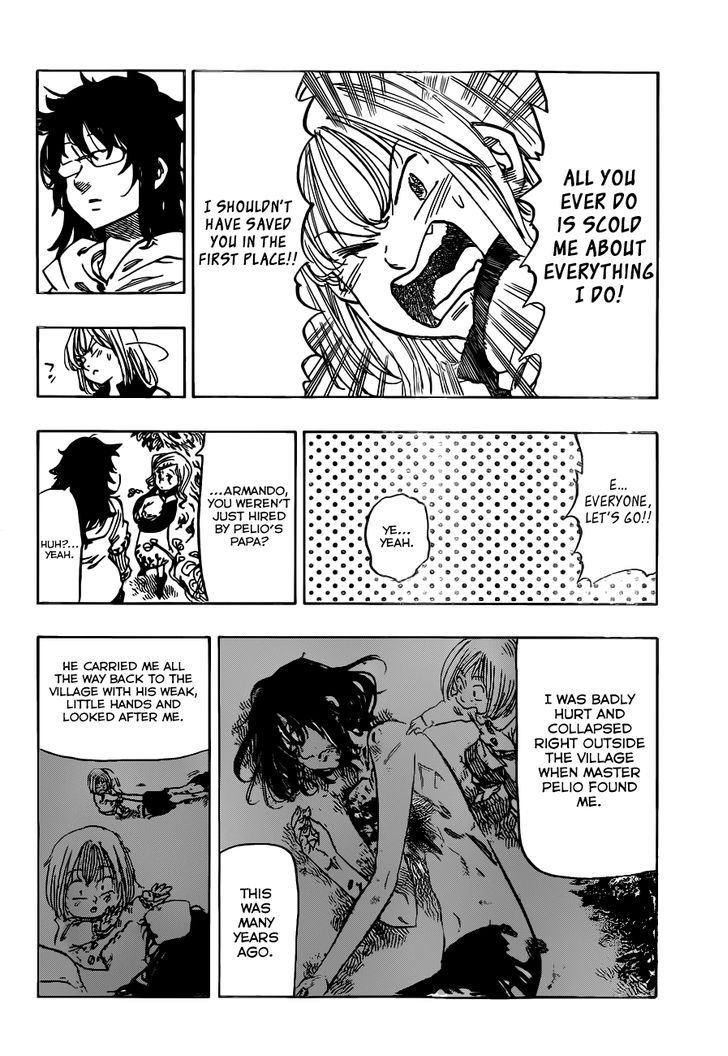 ALL YOU
EVER DO
IS SCOLD
ME ABOUT
EVERYTHING
I DO!
I SHOULDN'T
HAVE SAVED
YOU IN THE
FIRST PLACE!!
?
E...
EVERYONE,
LET'S GO!!
YE...
YEAH.
...ARMANDO,
YOU WEREN'T
JUST HIRED
BY PELIO'S
PAPA?
HUH?...
YEAH.
I WAS BADLY
HURT AND
COLLAPSED
RIGHT OUTSIDE
THE VILLAGE
WHEN MASTER
PELIO FOUND
ME.
THIS
WAS
MANY
YEARS
AGO.
HE CARRIED ME ALL
THE WAY BACK TO THE
VILLAGE WITH HIS WEAK,
LITTLE HANDS AND
LOOKED AFTER ME.